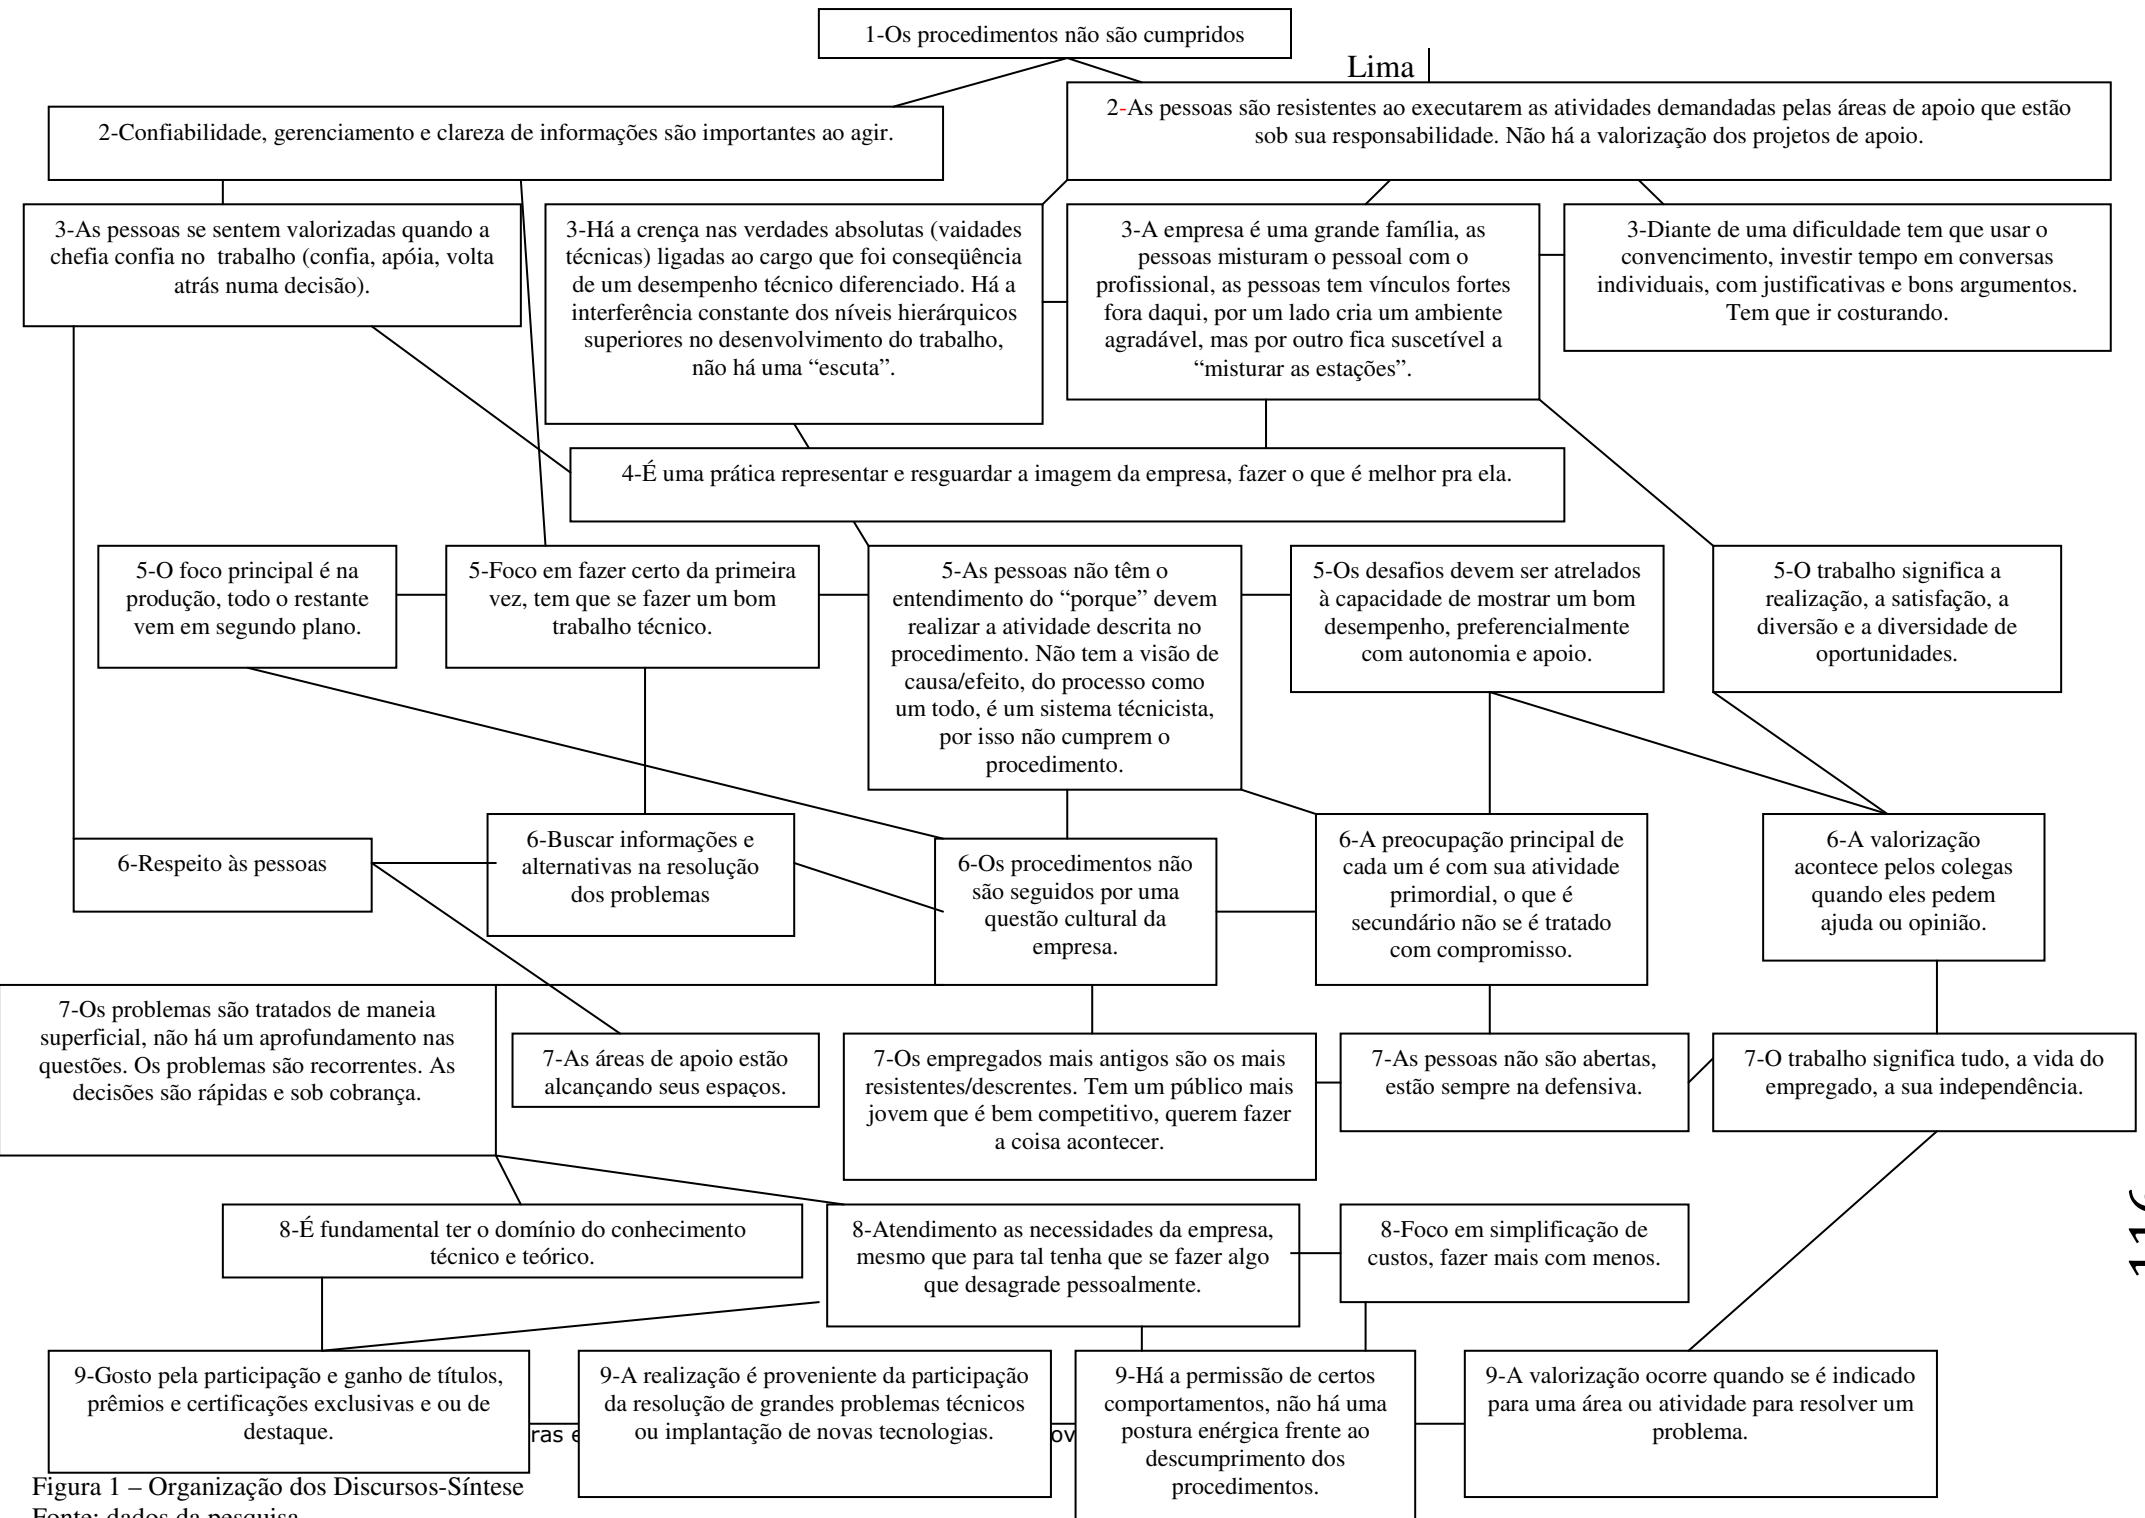 1-Os procedimentos não são cumpridos
Lima
2-Confiabilidade, gerenciamento e clareza de informações são importantes ao agir.
2-As pessoas são resistentes ao executarem as atividades demandadas pelas áreas de apoio que estão
sob sua responsabilidade. Não há a valorização dos projetos de apoio.
3-As pessoas se sentem valorizadas quando a
chefia confia no trabalho (confia, apóia, volta
atrás numa decisão).
3-Há a crença nas verdades absolutas (vaidades
técnicas) ligadas ao cargo que foi conseqüência
de um desempenho técnico diferenciado. Há a
interferência constante dos níveis hierárquicos
superiores no desenvolvimento do trabalho,
não há uma “escuta”.
3-A empresa é uma grande família, as
pessoas misturam o pessoal com o
profissional, as pessoas tem vínculos fortes
fora daqui, por um lado cria um ambiente
agradável, mas por outro fica suscetível a
“misturar as estações”.
3-Diante de uma dificuldade tem que usar o
convencimento, investir tempo em conversas
individuais, com justificativas e bons argumentos.
Tem que ir costurando.
4-É uma prática representar e resguardar a imagem da empresa, fazer o que é melhor pra ela.
5-O foco principal é na
produção, todo o restante
vem em segundo plano.
5-Foco em fazer certo da primeira
vez, tem que se fazer um bom
trabalho técnico.
5-As pessoas não têm o
entendimento do “porque” devem
realizar a atividade descrita no
procedimento. Não tem a visão de
causa/efeito, do processo como
um todo, é um sistema técnicista,
por isso não cumprem o
procedimento.
5-Os desafios devem ser atrelados
à capacidade de mostrar um bom
desempenho, preferencialmente
com autonomia e apoio.
5-O trabalho significa a
realização, a satisfação, a
diversão e a diversidade de
oportunidades.
6-Respeito às pessoas
6-Buscar informações e
alternativas na resolução
dos problemas
6-Os procedimentos não
são seguidos por uma
questão cultural da
empresa.
6-A preocupação principal de
cada um é com sua atividade
primordial, o que é
secundário não se é tratado
com compromisso.
6-A valorização
acontece pelos colegas
quando eles pedem
ajuda ou opinião.
7-Os problemas são tratados de maneia
superficial, não há um aprofundamento nas
questões. Os problemas são recorrentes. As
decisões são rápidas e sob cobrança.
7-As áreas de apoio estão
alcançando seus espaços.
7-Os empregados mais antigos são os mais
resistentes/descrentes. Tem um público mais
jovem que é bem competitivo, querem fazer
a coisa acontecer.
7-As pessoas não são abertas,
estão sempre na defensiva.
7-O trabalho significa tudo, a vida do
empregado, a sua independência.
8-É fundamental ter o domínio do conhecimento
técnico e teórico.
8-Atendimento as necessidades da empresa,
mesmo que para tal tenha que se fazer algo
que desagrade pessoalmente.
8-Foco em simplificação de
custos, fazer mais com menos.
116
9-Gosto pela participação e ganho de títulos,
prêmios e certificações exclusivas e ou de
destaque.
ras e
9-A realização é proveniente da participação
da resolução de grandes problemas técnicos
ou implantação de novas tecnologias.
ov
9-Há a permissão de certos
comportamentos, não há uma
postura enérgica frente ao
descumprimento dos
procedimentos.
9-A valorização ocorre quando se é indicado
para uma área ou atividade para resolver um
problema.
Figura 1 – Organização dos Discursos-Síntese
Fonte: dados da pesquisa